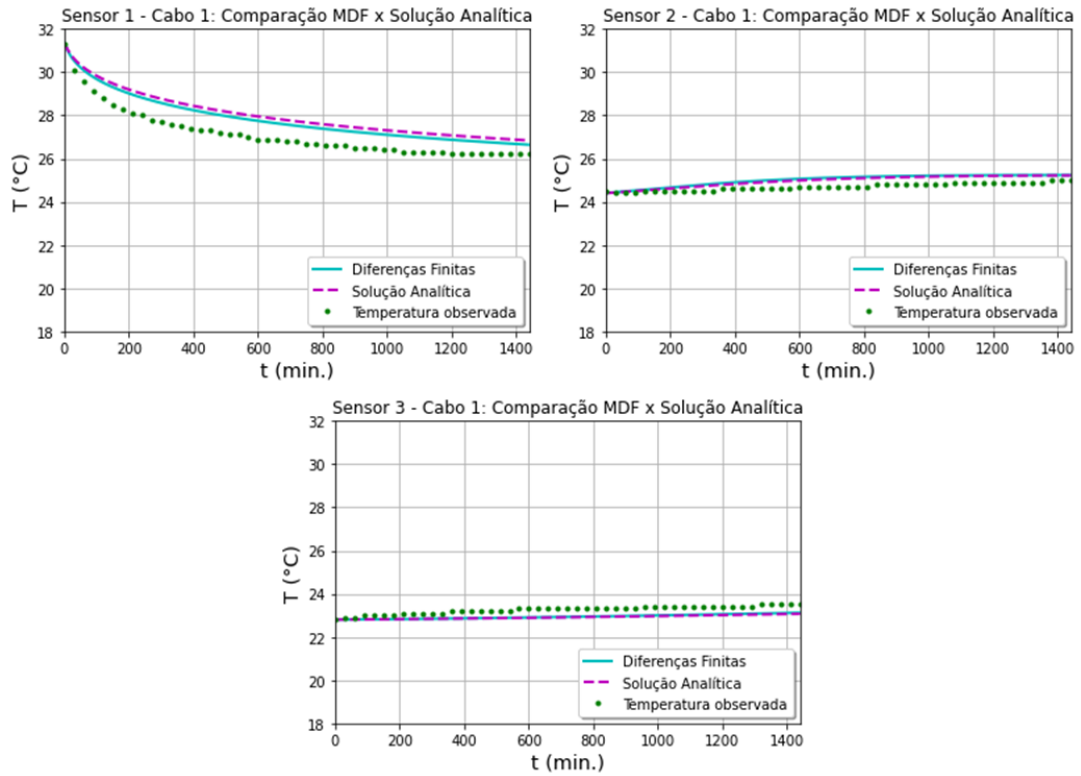 Sensor 1 - Cabo 1: Comparação MDF x Solução Analítica
32
30
28
26
24
22
20
18
T (°C)
Diferenças Finitas
Solução Analítica
Temperatura observada
0 200 400 600 800 1000 1200 1400
t (min.)
Sensor 2 - Cabo 1: Comparação MDF x Solução Analítica
32
30
28
26
24
22
20
18
T (°C)
Diferenças Finitas
Solução Analítica
Temperatura observada
0 200 400 600 800 1000 1200 1400
t (min.)
Sensor 3 - Cabo 1: Comparação MDF x Solução Analítica
32
30
28
26
24
22
20
18
T (°C)
Diferenças Finitas
Solução Analítica
Temperatura observada
0 200 400 600 800 1000 1200 1400
t (min.)